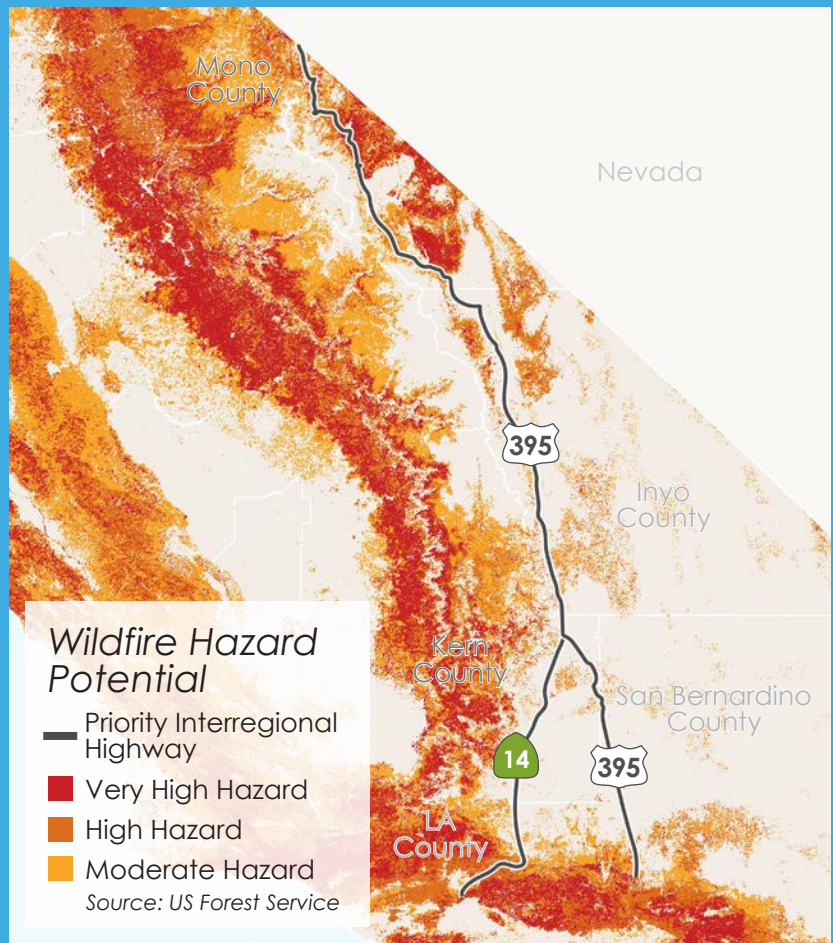 Mono
County
Nevada
395
Inyo
County
Kern
County
San Bernardino
County
14
395
LA
County
Wildfire Hazard
Potential
Priority Interregional
Highway
Very High Hazard
High Hazard
Moderate Hazard
Source: US Forest Service